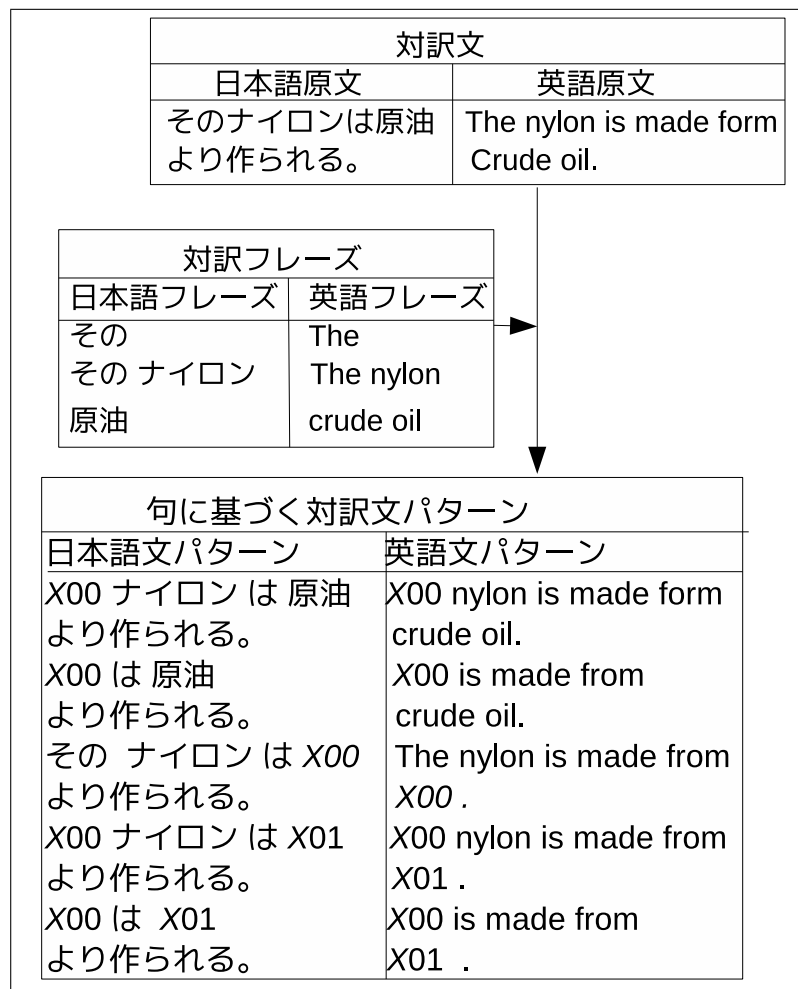 対訳文
日本語原文 英語原文
そのナイロンは原油 The nylon is made form
より作られる。 Crude oil.
対訳フレーズ
日本語フレーズ 英語フレーズ
その The
その ナイロン The nylon
原油 crude oil
句に基づく対訳文パターン
日本語文パターン 英語文パターン
X00 ナイロン は 原油 X00 nylon is made form
より作られる。 crude oil.
X00 は 原油 X00 is made from
より作られる。 crude oil.
その ナイロン は X00 The nylon is made from
より作られる。 X00 .
X00 ナイロン は X01 X00 nylon is made from
より作られる。 X01 .
X00 は X01 X00 is made from
より作られる。 X01 .